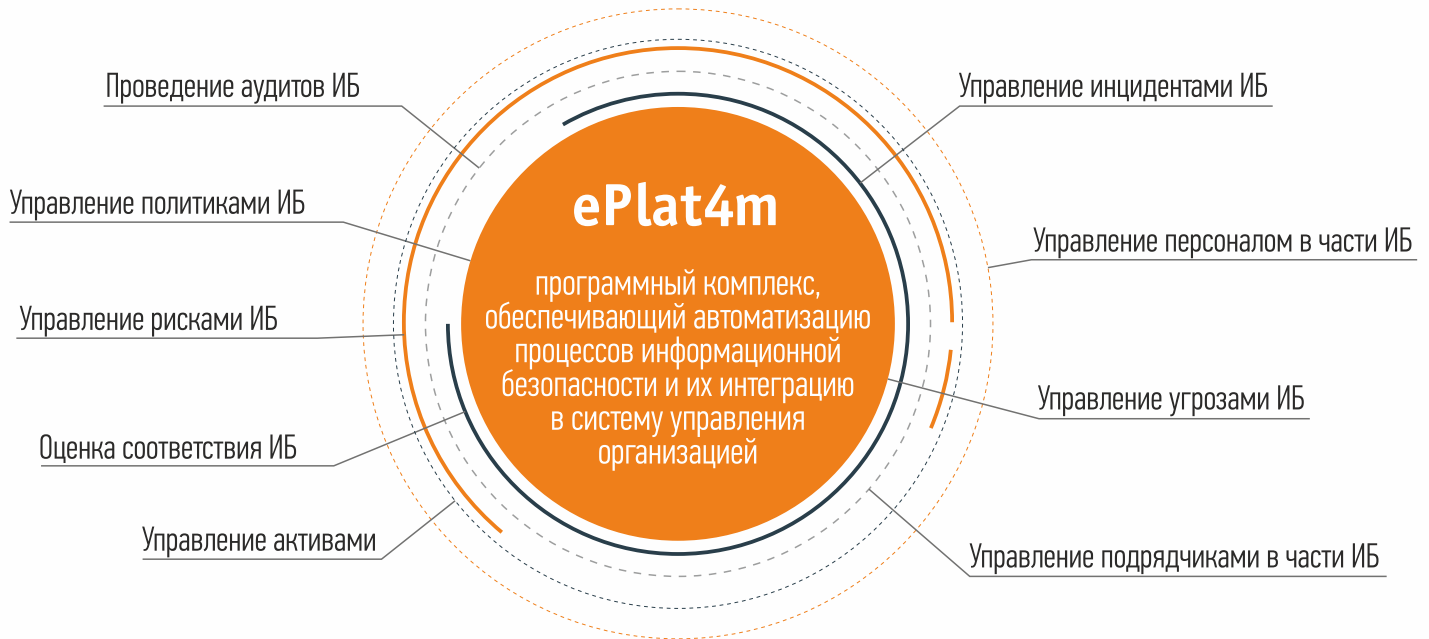 Проведение аудитов ИБ
Управление политиками ИБ
Управление рисками ИБ
Оценка соответствия ИБ
Управление активами
ePlat4m
программный комплекс,
обеспечивающий автоматизацию
процессов информационной
безопасности и их интеграцию
в систему управления
организацией
Управление инцидентами ИБ
Управление персоналом в части ИБ
Управление угрозами ИБ
Управление подрядчиками в части ИБ